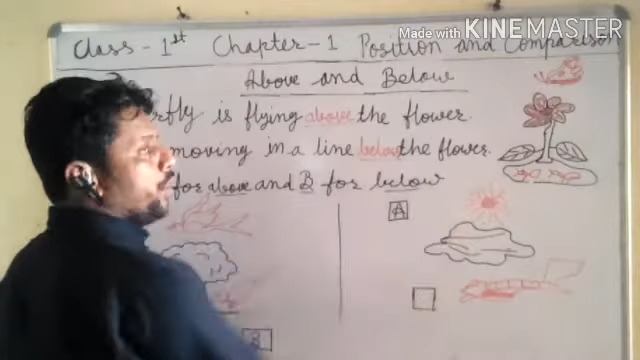 Made with KINEMASTER
Class - 1st Chapter - 1 Position and Comparison
Above and Below
fly is flying above the flower.
moving in a line below the flower.
for above and B for below
A
B